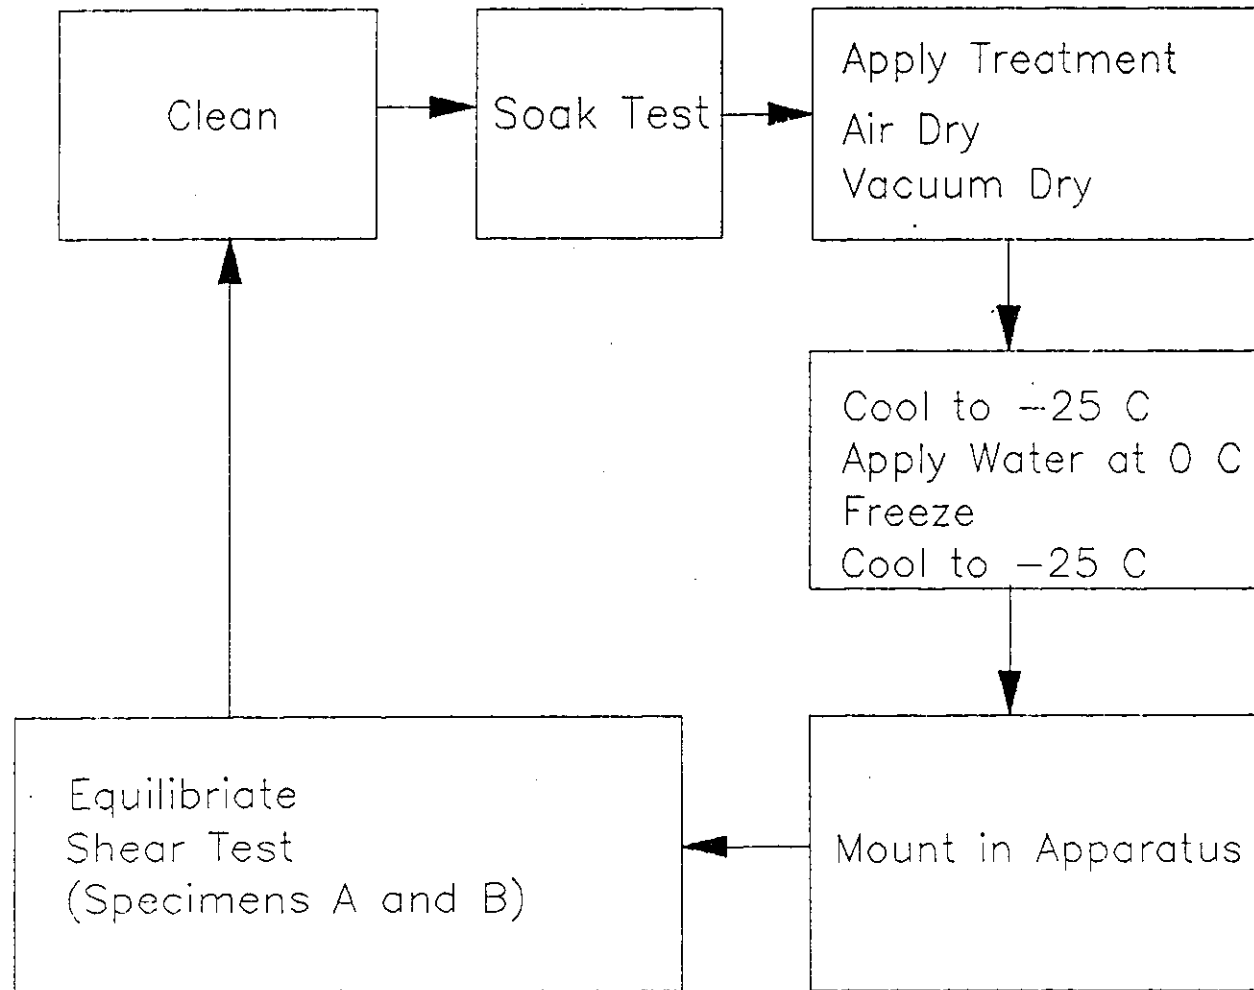 Clean
Soak Test
Apply Treatment
Air Dry
Vacuum Dry
Cool to −25 C
Apply Water at 0 C
Freeze
Cool to −25 C
Mount in Apparatus
Equilibriate
Shear Test
(Specimens A and B)